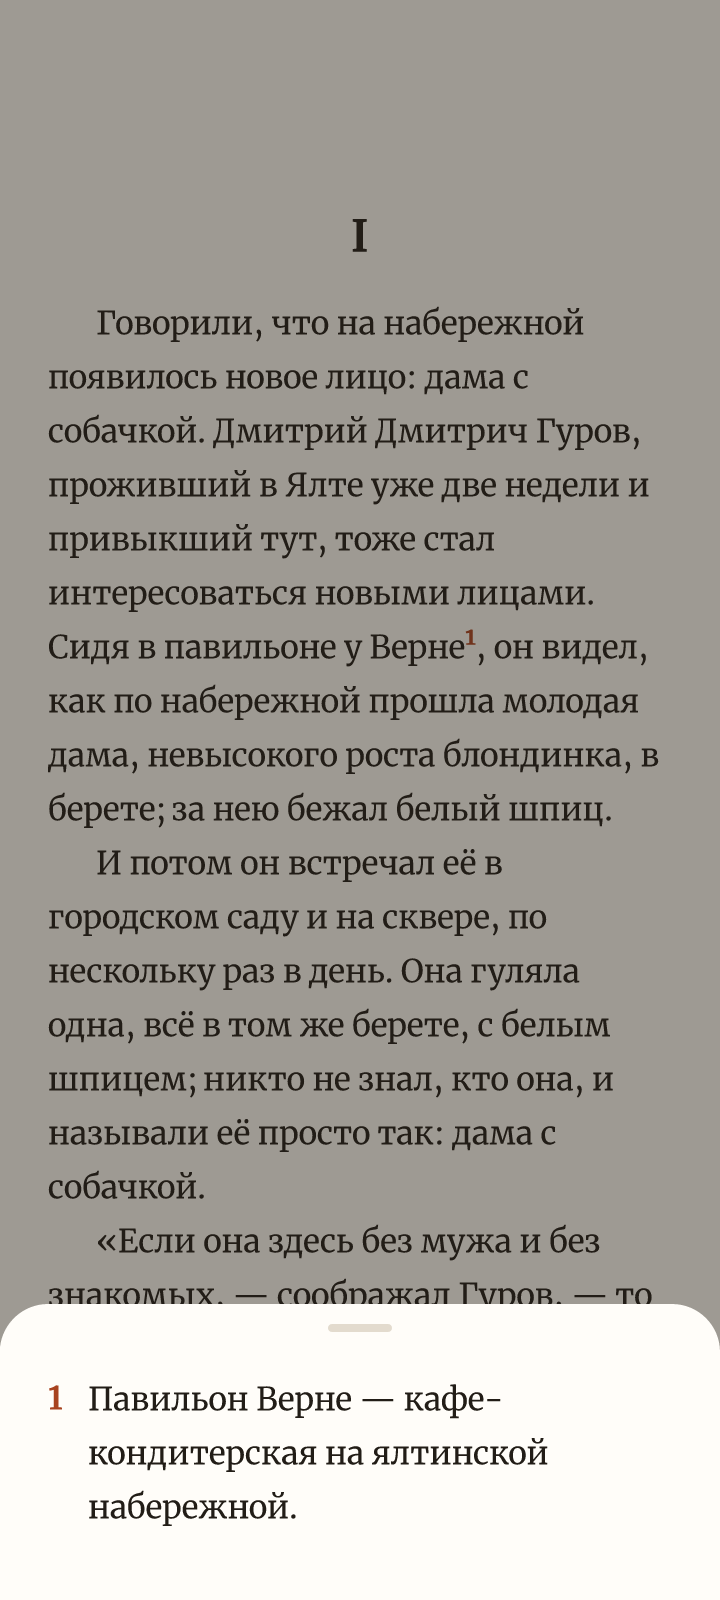 I
Говорили, что на набережной
появилось новое лицо: дама с
собачкой. Дмитрий Дмитрич Гуров,
проживший в Ялте уже две недели и
привыкший тут, тоже стал
интересоваться новыми лицами.
Сидя в павильоне у Верне¹, он видел,
как по набережной прошла молодая
дама, невысокого роста блондинка, в
берете; за нею бежал белый шпиц.
И потом он встречал её в
городском саду и на сквере, по
нескольку раз в день. Она гуляла
одна, всё в том же берете, с белым
шпицем; никто не знал, кто она, и
называли её просто так: дама с
собачкой.
«Если она здесь без мужа и без
знакомых, — соображал Гуров, — то
1 Павильон Верне — кафе-
кондитерская на ялтинской
набережной.